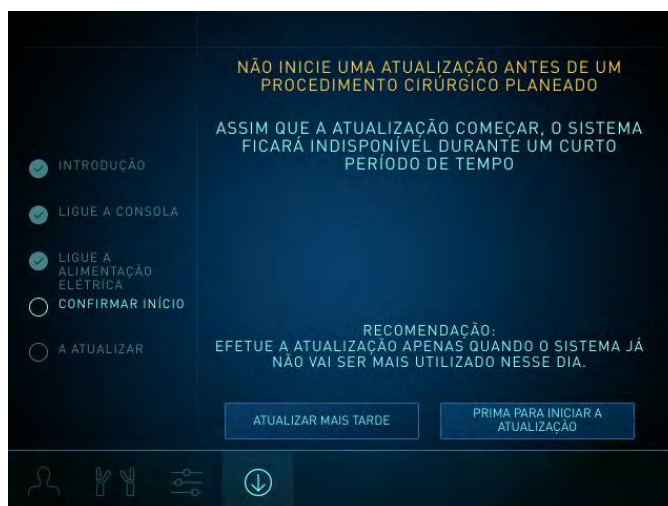 NÃO INICIE UMA ATUALIZAÇÃO ANTES DE UM
PROCEDIMENTO CIRÚRGICO PLANEADO
ASSIM QUE A ATUALIZAÇÃO COMEÇAR, O SISTEMA
FICARÁ INDISPONÍVEL DURANTE UM CURTO
PERÍODO DE TEMPO
INTRODUÇÃO
LIGUE A CONSOLA
LIGUE A
ALIMENTAÇÃO
ELÉTRICA
CONFIRMAR INÍCIO
A ATUALIZAR
RECOMENDAÇÃO:
EFETUE A ATUALIZAÇÃO APENAS QUANDO O SISTEMA JÁ
NÃO VAI SER MAIS UTILIZADO NESSE DIA.
ATUALIZAR MAIS TARDE
PRIMA PARA INICIAR A
ATUALIZAÇÃO